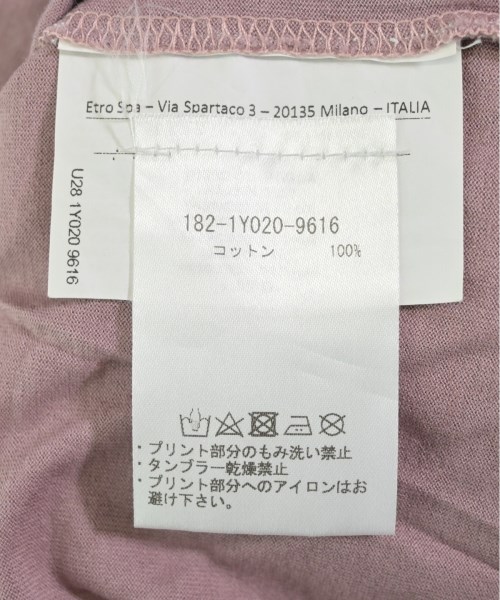 Etro Spa – Via Spartaco 3 – 20135 Milano – ITALIA
U28 1Y020 9616
182-1Y020-9616
コットン 100%
・プリント部分のもみ洗い禁止
・タンブラー乾燥禁止
・プリント部分へのアイロンはお
避け下さい。